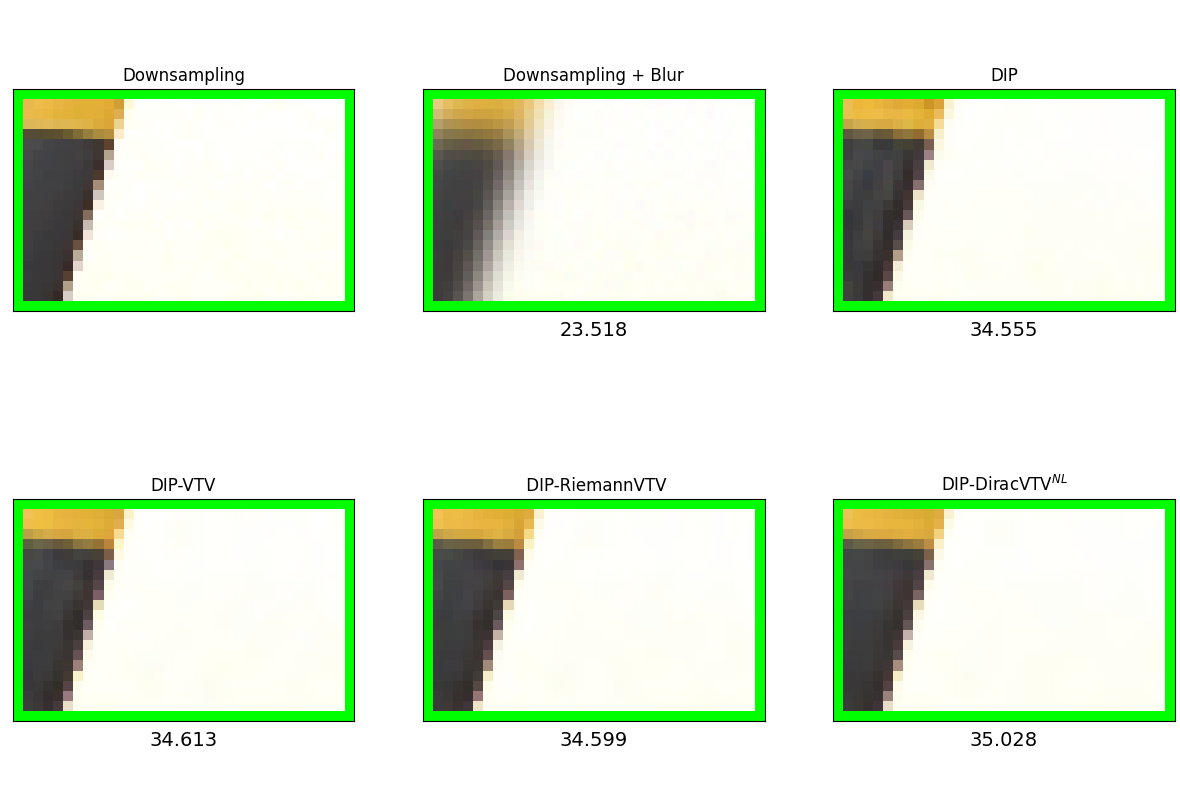 Downsampling
Downsampling + Blur
DIP
23.518
34.555
DIP-VTV
DIP-RiemannVTV
DIP-DiracVTV^{NL}
34.613
34.599
35.028